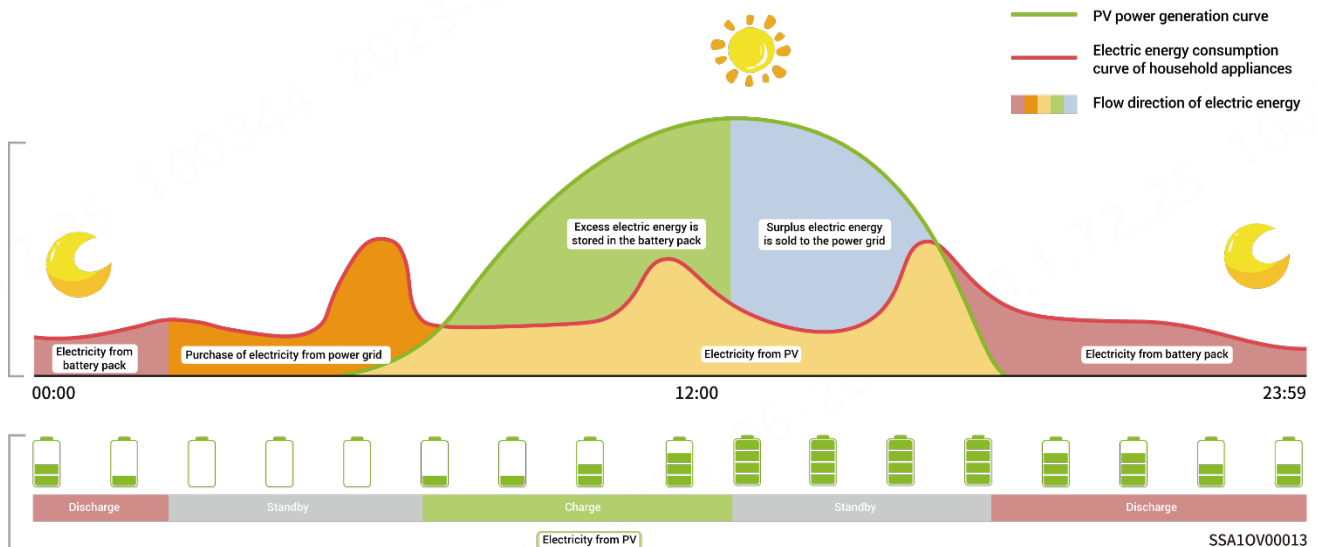 PV power generation curve
Electric energy consumption
curve of household appliances
Flow direction of electric energy
Excess electric energy is
stored in the battery pack
Surplus electric energy
is sold to the power grid
Electricity from
battery pack
Purchase of electricity from power grid
Electricity from PV
Electricity from battery pack
00:00
12:00
23:59
Discharge
Standby
Charge
Standby
Discharge
Electricity from PV
SSA1OV00013